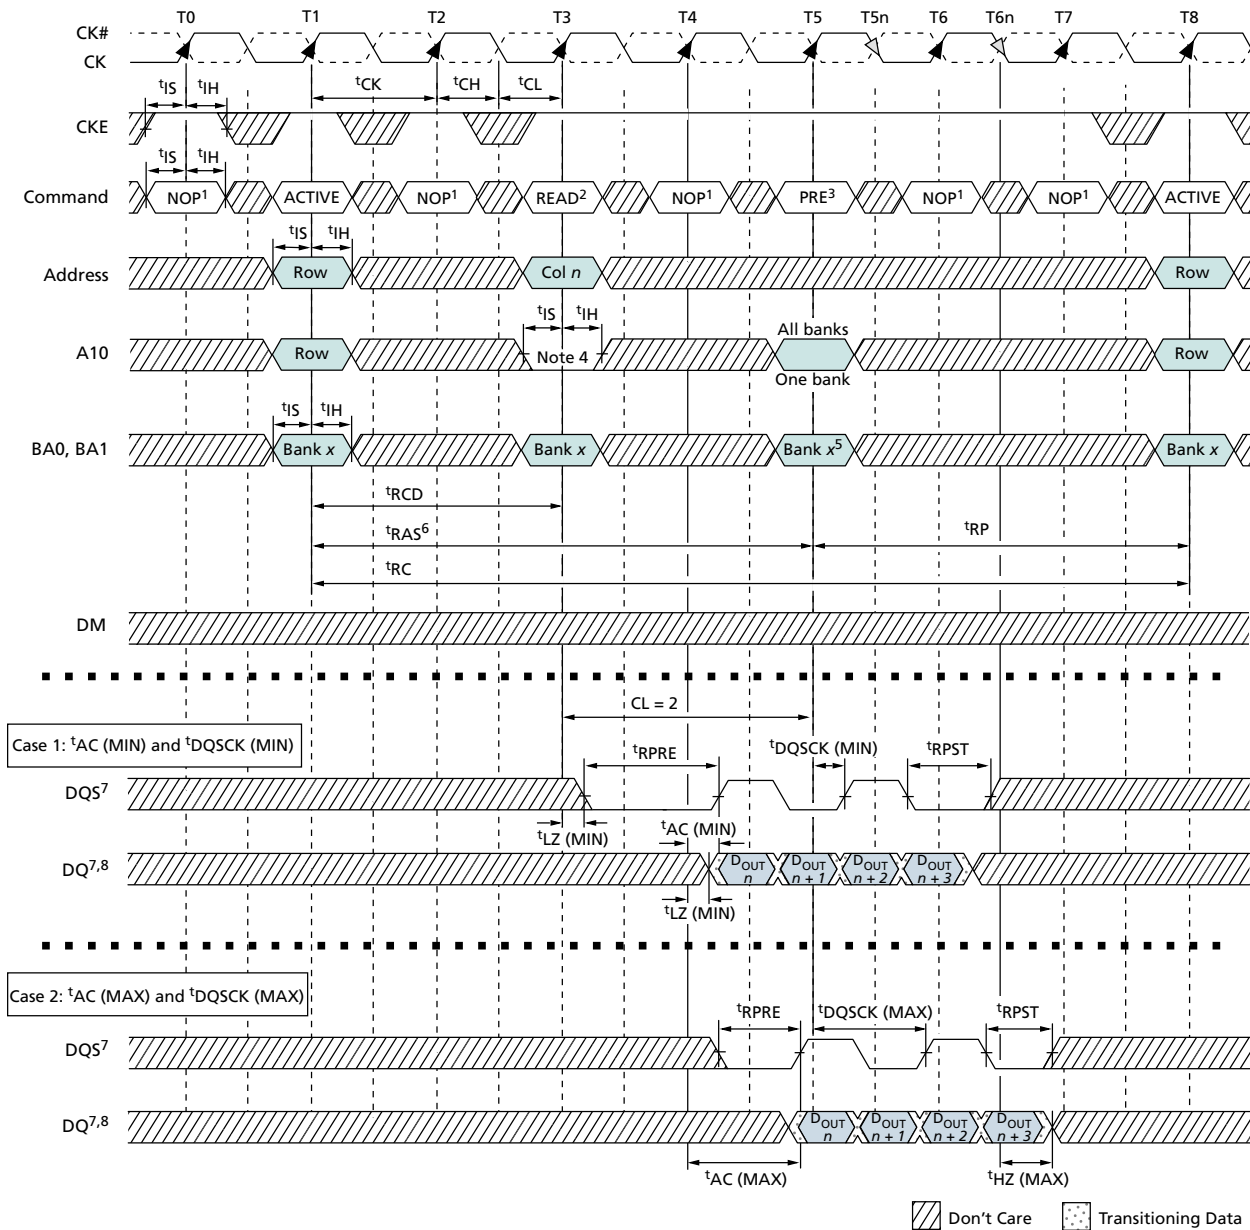 T0 T1 T2 T3 T4 T5 T5n T6 T6n T7 T8
CK#
CK
tCK tCH tCL
tIS tIH
CKE
tIS tIH
Command NOP1 ACTIVE NOP1 READ2 NOP1 PRE3 NOP1 NOP1 ACTIVE
tIS tIH
Address Row Col n Row
tIS tIH
All banks
A10 Row Note 4 Row
One bank
tIS tIH
BA0, BA1 Bank x Bank x Bank x5 Bank x
tRCD
tRAS6 tRP
tRC
DM
CL = 2
Case 1: tAC (MIN) and tDQSCK (MIN)
tRPRE tDQSCK (MIN) tRPST
DQS7
tLZ (MIN) tAC (MIN)
DQ7,8 DOUT n DOUT n + 1 DOUT n + 2 DOUT n + 3
tLZ (MIN)
Case 2: tAC (MAX) and tDQSCK (MAX)
tRPRE tDQSCK (MAX) tRPST
DQS7
DQ7,8 DOUT n DOUT n + 1 DOUT n + 2 DOUT n + 3
tAC (MAX) tHZ (MAX)
Don't Care Transitioning Data